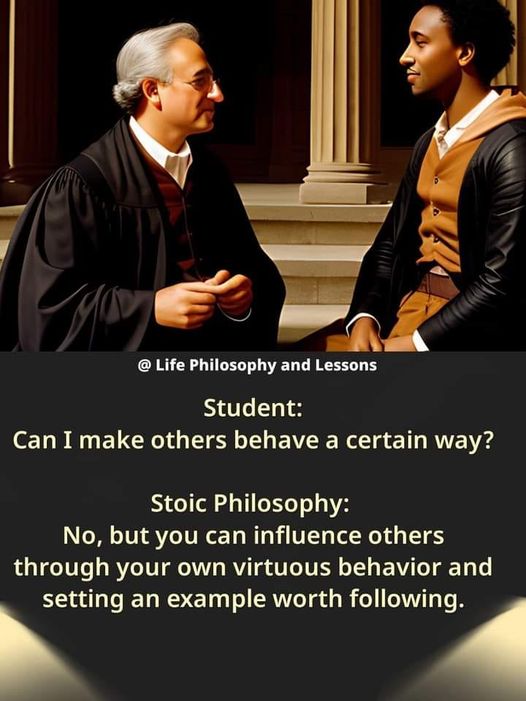 @ Life Philosophy and Lessons
Student:
Can I make others behave a certain way?
Stoic Philosophy:
No, but you can influence others
through your own virtuous behavior and
setting an example worth following.